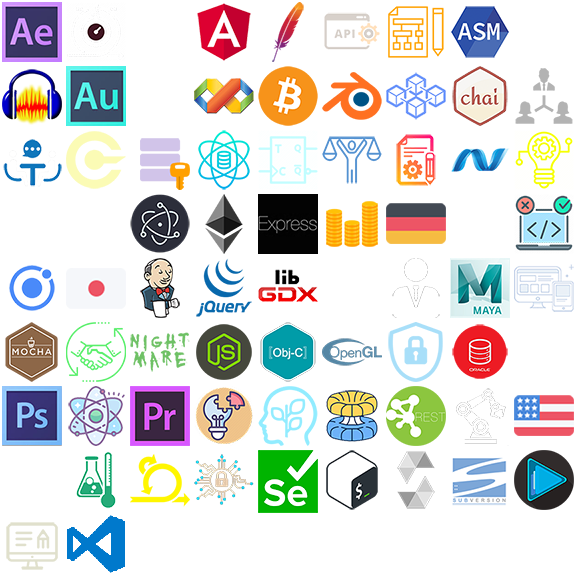 Ae
API
ASM
Au
chai
T C
C Q
Express
</>
jQuery
lib
GDX
MAYA
MOCHA
NIGHT
MARE
JS
[Obj-C]
OpenGL
ORACLE
Ps
Pr
REST
Se
$_
SUBVERSION